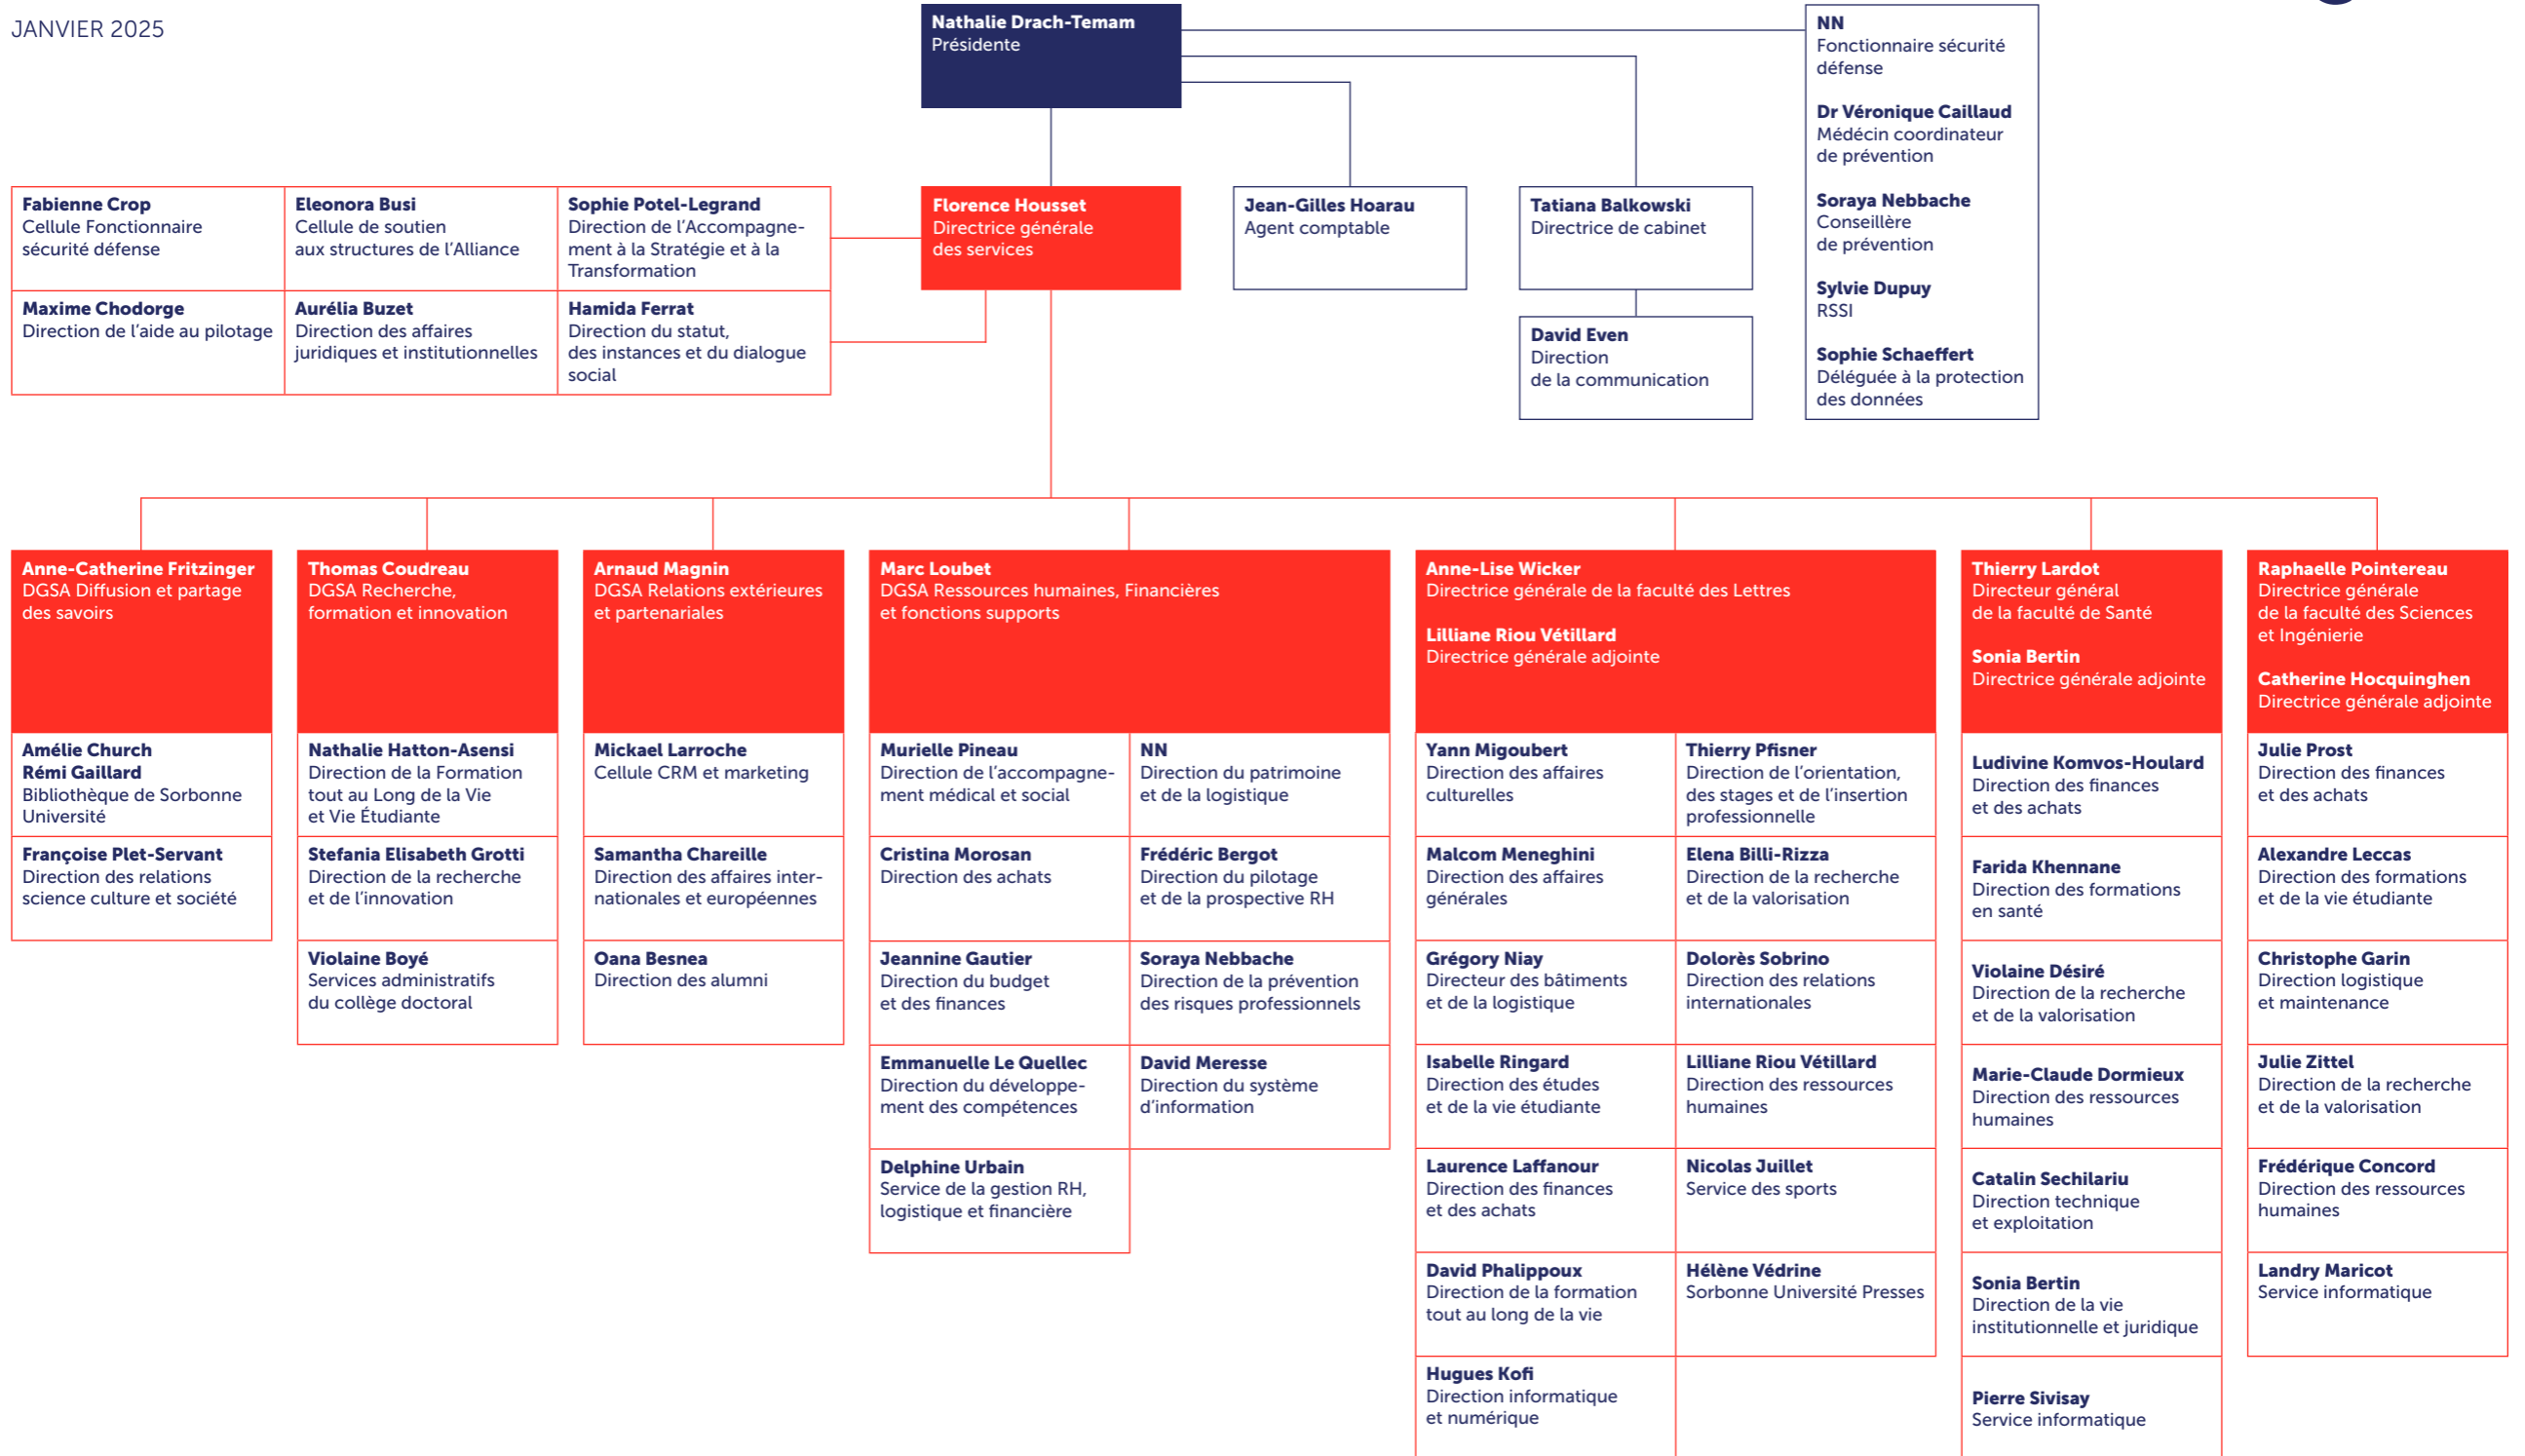 JANVIER 2025
Nathalie Drach-Temam
Présidente
NN
Fonctionnaire sécurité
défense
Dr Véronique Caillaud
Médécin coordinateur
de prévention
Soraya Nebbache
Conseillère
de prévention
Sylvie Dupuy
RSSI
Sophie Schaeffert
Déléguée à la protection
des données
Fabienne Crop
Cellule Fonctionnaire
sécurité défense
Eleonora Busi
Cellule de soutien
aux structures de l’Alliance
Sophie Potel-Legrand
Direction de l’Accompagne-
ment à la Stratégie et à la
Transformation
Florence Housset
Directrice générale
des services
Jean-Gilles Hoarau
Agent comptable
Tatiana Balkowski
Directrice de cabinet
Maxime Chodorge
Direction de l’aide au pilotage
Aurélia Buzet
Direction des affaires
juridiques et institutionnelles
Hamida Ferrat
Direction du statut,
des instances et du dialogue
social
David Even
Direction
de la communication
Anne-Catherine Fritzinger
DGSA Diffusion et partage
des savoirs
Amélie Church
Rémi Gaillard
Bibliothèque de Sorbonne
Université
Françoise Plet-Servant
Direction des relations
science culture et société
Thomas Coudreau
DGSA Recherche,
formation et innovation
Nathalie Hatton-Asensi
Direction de la Formation
tout au Long de la Vie
et Vie Étudiante
Stefania Elisabeth Grotti
Direction de la recherche
et de l’innovation
Violaine Boyé
Services administratifs
du collège doctoral
Arnaud Magnin
DGSA Relations extérieures
et partenariales
Mickael Larroche
Cellule CRM et marketing
Samantha Chareille
Direction des affaires inter-
nationales et européennes
Oana Besnea
Direction des alumni
Marc Loubet
DGSA Ressources humaines, Financières
et fonctions supports
Murielle Pineau
Direction de l’accompagne-
ment médical et social
NN
Direction du patrimoine
et de la logistique
Cristina Morosan
Direction des achats
Frédéric Bergot
Direction du pilotage
et de la prospective RH
Jeannine Gautier
Direction du budget
et des finances
Soraya Nebbache
Direction de la prévention
des risques professionnels
Emmanuelle Le Quellec
Direction du développe-
ment des compétences
David Meresse
Direction du système
d’information
Delphine Urbain
Service de la gestion RH,
logistique et financière
Anne-Lise Wicker
Directrice générale de la faculté des Lettres
Lilliane Riou Vétillard
Directrice générale adjointe
Yann Migoubert
Direction des affaires
culturelles
Thierry Pfisner
Direction de l’orientation,
des stages et de l’insertion
professionnelle
Malcom Meneghini
Direction des affaires
générales
Elena Billi-Rizza
Direction de la recherche
et de la valorisation
Grégory Niay
Directeur des bâtiments
et de la logistique
Dolorès Sobrino
Direction des relations
internationales
Isabelle Ringard
Direction des études
et de la vie étudiante
Lilliane Riou Vétillard
Direction des ressources
humaines
Laurence Laffanour
Direction des finances
et des achats
Nicolas Juillet
Service des sports
David Phalippoux
Direction de la formation
tout au long de la vie
Hélène Védrine
Sorbonne Université Presses
Hugues Kofi
Direction informatique
et numérique
Thierry Lardot
Directeur général
de la faculté de Santé
Sonia Bertin
Directrice générale adjointe
Ludivine Komvos-Houlard
Direction des finances
et des achats
Farida Khennane
Direction des formations
en santé
Violaine Désiré
Direction de la recherche
et de la valorisation
Marie-Claude Dormieux
Direction des ressources
humaines
Catalin Sechilariu
Direction technique
et exploitation
Sonia Bertin
Direction de la vie
institutionnelle et juridique
Pierre Sivisay
Service informatique
Raphaelle Pointereau
Directrice générale
de la faculté des Sciences
et Ingénierie
Catherine Hocquinghen
Directrice générale adjointe
Julie Prost
Direction des finances
et des achats
Alexandre Leccas
Direction des formations
et de la vie étudiante
Christophe Garin
Direction logistique
et maintenance
Julie Zittel
Direction de la recherche
et de la valorisation
Frédérique Concord
Direction des ressources
humaines
Landry Maricot
Service informatique